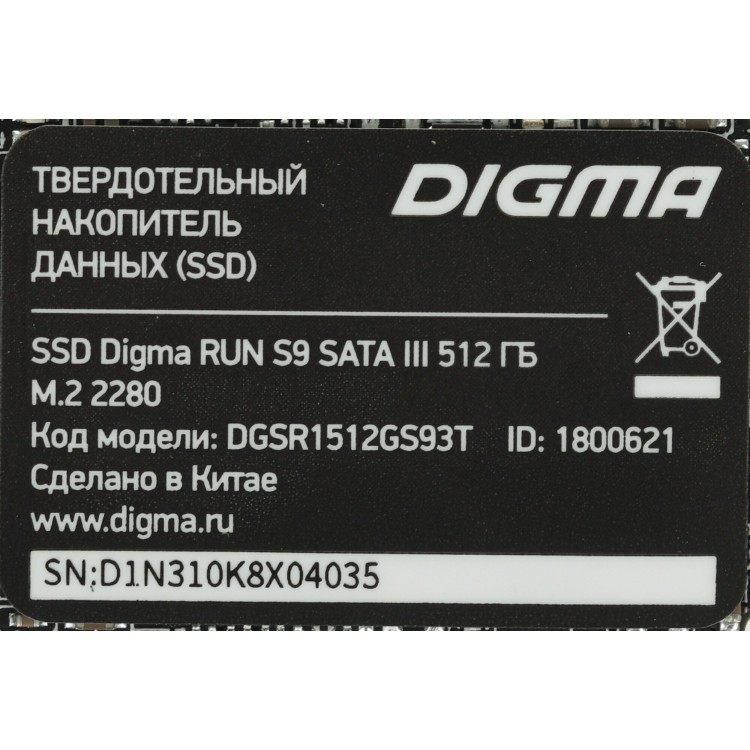 ТВЕРДОТЕЛЬНЫЙ
НАКОПИТЕЛЬ
ДАННЫХ (SSD)
DIGMA
SSD Digma RUN S9 SATA III 512 ГБ
M.2 2280
Код модели: DGSR1512GS93T ID: 1800621
Сделано в Китае
www.digma.ru
SN:D1N310K8X04035